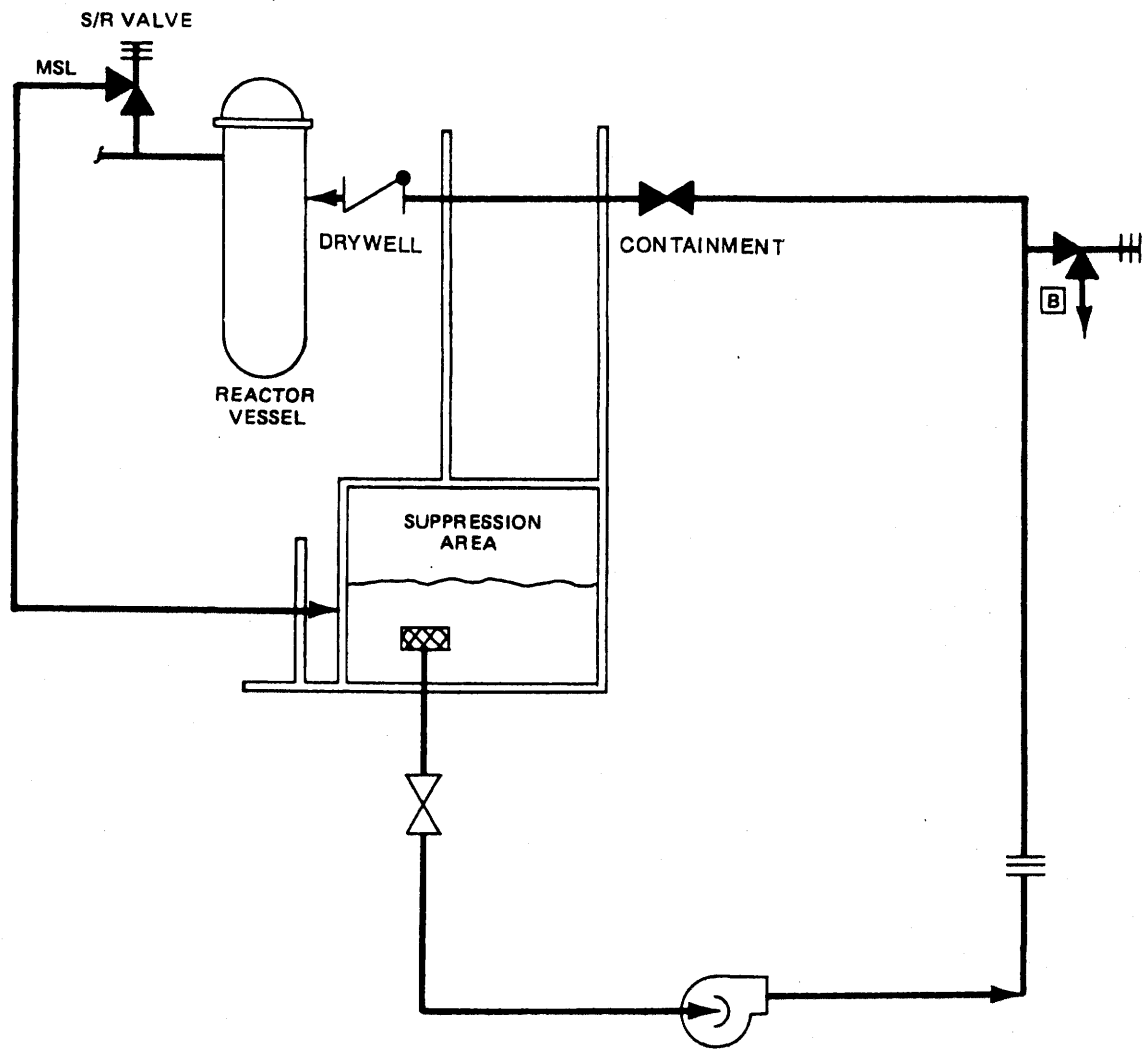 S/R VALVE
MSL
DRYWELL
CONTAINMENT
B
REACTOR
VESSEL
SUPPRESSION
AREA